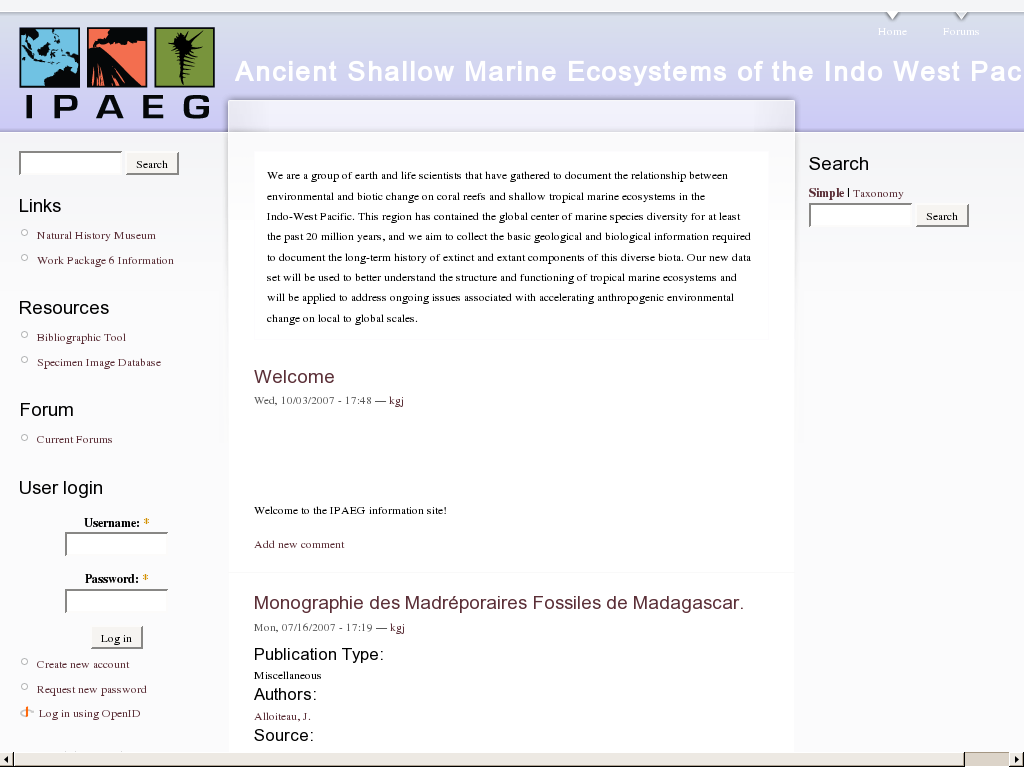 Home
Forums
Ancient Shallow Marine Ecosystems of the Indo West Pac
IPAEG
Search
Links
Natural History Museum
Work Package 6 Information
Resources
Bibliographic Tool
Specimen Image Database
Forum
Current Forums
User login
Username: *
Password: *
Log in
Create new account
Request new password
Log in using OpenID
We are a group of earth and life scientists that have gathered to document the relationship between
environmental and biotic change on coral reefs and shallow tropical marine ecosystems in the
Indo-West Pacific. This region has contained the global center of marine species diversity for at least
the past 20 million years, and we aim to collect the basic geological and biological information required
to document the long-term history of extinct and extant components of this diverse biota. Our new data
set will be used to better understand the structure and functioning of tropical marine ecosystems and
will be applied to address ongoing issues associated with accelerating anthropogenic environmental
change on local to global scales.
Welcome
Wed, 10/03/2007 - 17:48 — kgj
Welcome to the IPAEG information site!
Add new comment
Monographie des Madréporaires Fossiles de Madagascar.
Mon, 07/16/2007 - 17:19 — kgj
Publication Type:
Miscellaneous
Authors:
Alloiteau, J.
Source:
Search
Simple | Taxonomy
Search